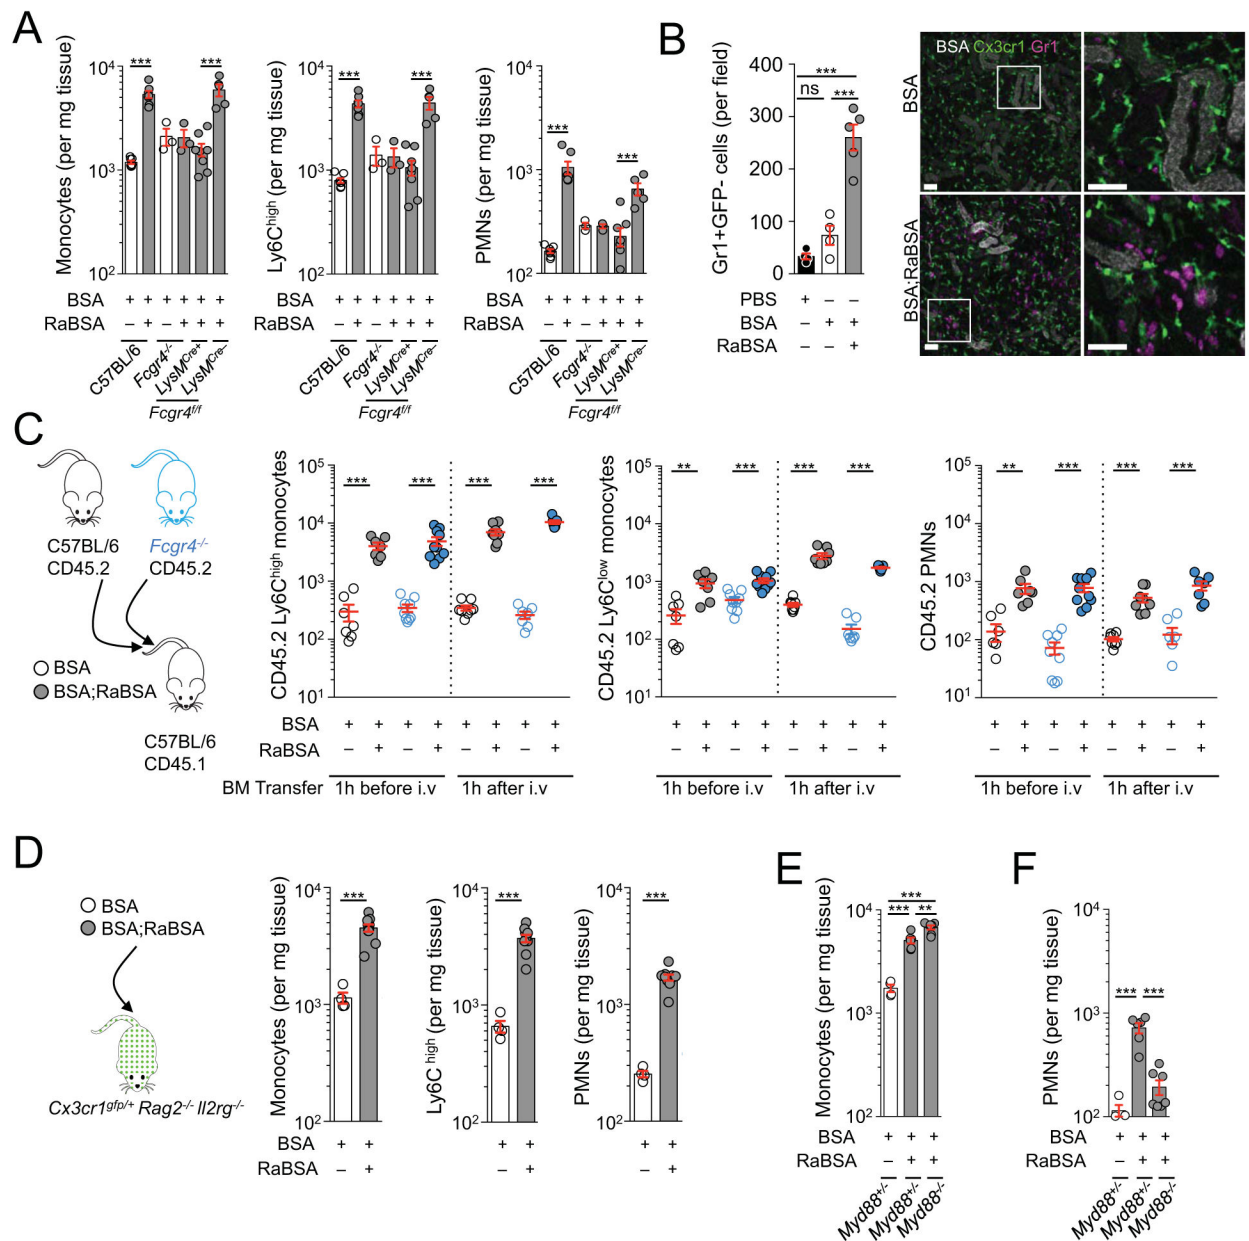 A
Monocytes (per mg tissue)
10⁴
10³
10²
*** ***
BSA + + + + + +
RaBSA – + – + + +
C57BL/6
Fcgr4⁻/⁻
LysMCre+
LysMCre–
Fcgr4f/f
Ly6Chigh (per mg tissue)
10⁴
10³
10²
*** ***
BSA + + + + + +
RaBSA – + – + + +
C57BL/6
Fcgr4⁻/⁻
LysMCre+
LysMCre–
Fcgr4f/f
PMNs (per mg tissue)
10⁴
10³
10²
*** ***
BSA + + + + + +
RaBSA – + – + + +
C57BL/6
Fcgr4⁻/⁻
LysMCre+
LysMCre–
Fcgr4f/f
B
Gr1+GFP- cells (per field)
400
300
200
100
0
***
ns ***
PBS + – –
BSA – + +
RaBSA – – +
BSA Cx3cr1 Gr1
BSA
BSA;RaBSA
C
C57BL/6
CD45.2
Fcgr4⁻/⁻
CD45.2
BSA
BSA;RaBSA
C57BL/6
CD45.1
CD45.2 Ly6Chigh monocytes
10⁵
10⁴
10³
10²
10¹
*** *** *** ***
BSA + + + + + + + +
RaBSA – + – + – + – +
BM Transfer 1h before i.v 1h after i.v
CD45.2 Ly6Clow monocytes
10⁵
10⁴
10³
10²
10¹
** *** *** ***
+ + + + + + + +
– + – + – + – +
1h before i.v 1h after i.v
CD45.2 PMNs
10⁵
10⁴
10³
10²
10¹
** *** *** ***
+ + + + + + + +
– + – + – + – +
1h before i.v 1h after i.v
D
BSA
BSA;RaBSA
Cx3cr1gfp/+ Rag2-/- Il2rg-/-
Monocytes (per mg tissue)
10⁴
10³
10²
***
BSA + +
RaBSA – +
Ly6C high (per mg tissue)
10⁴
10³
10²
***
+ +
– +
PMNs (per mg tissue)
10⁴
10³
10²
***
+ +
– +
E
Monocytes (per mg tissue)
10⁴
10³
10²
***
*** **
BSA + + +
RaBSA – + +
Myd88+/-
Myd88+/-
Myd88-/-
F
PMNs (per mg tissue)
10⁴
10³
10²
*** ***
BSA + + +
RaBSA – + +
Myd88+/-
Myd88+/-
Myd88-/-